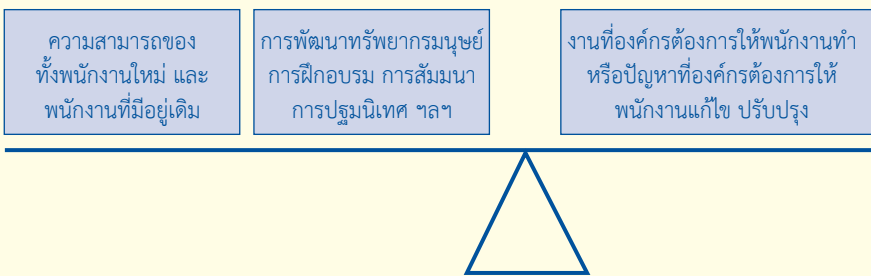 ความสามารถของ
ทั้งพนักงานใหม่ และ
พนักงานที่มีอยู่เดิม
การพัฒนาทรัพยากรมนุษย์
การฝึกอบรม การสัมมนา
การปฐมนิเทศ ฯลฯ
งานที่องค์กรต้องการให้พนักงานทำ
หรือปัญหาที่องค์กรต้องการให้
พนักงานแก้ไข ปรับปรุง